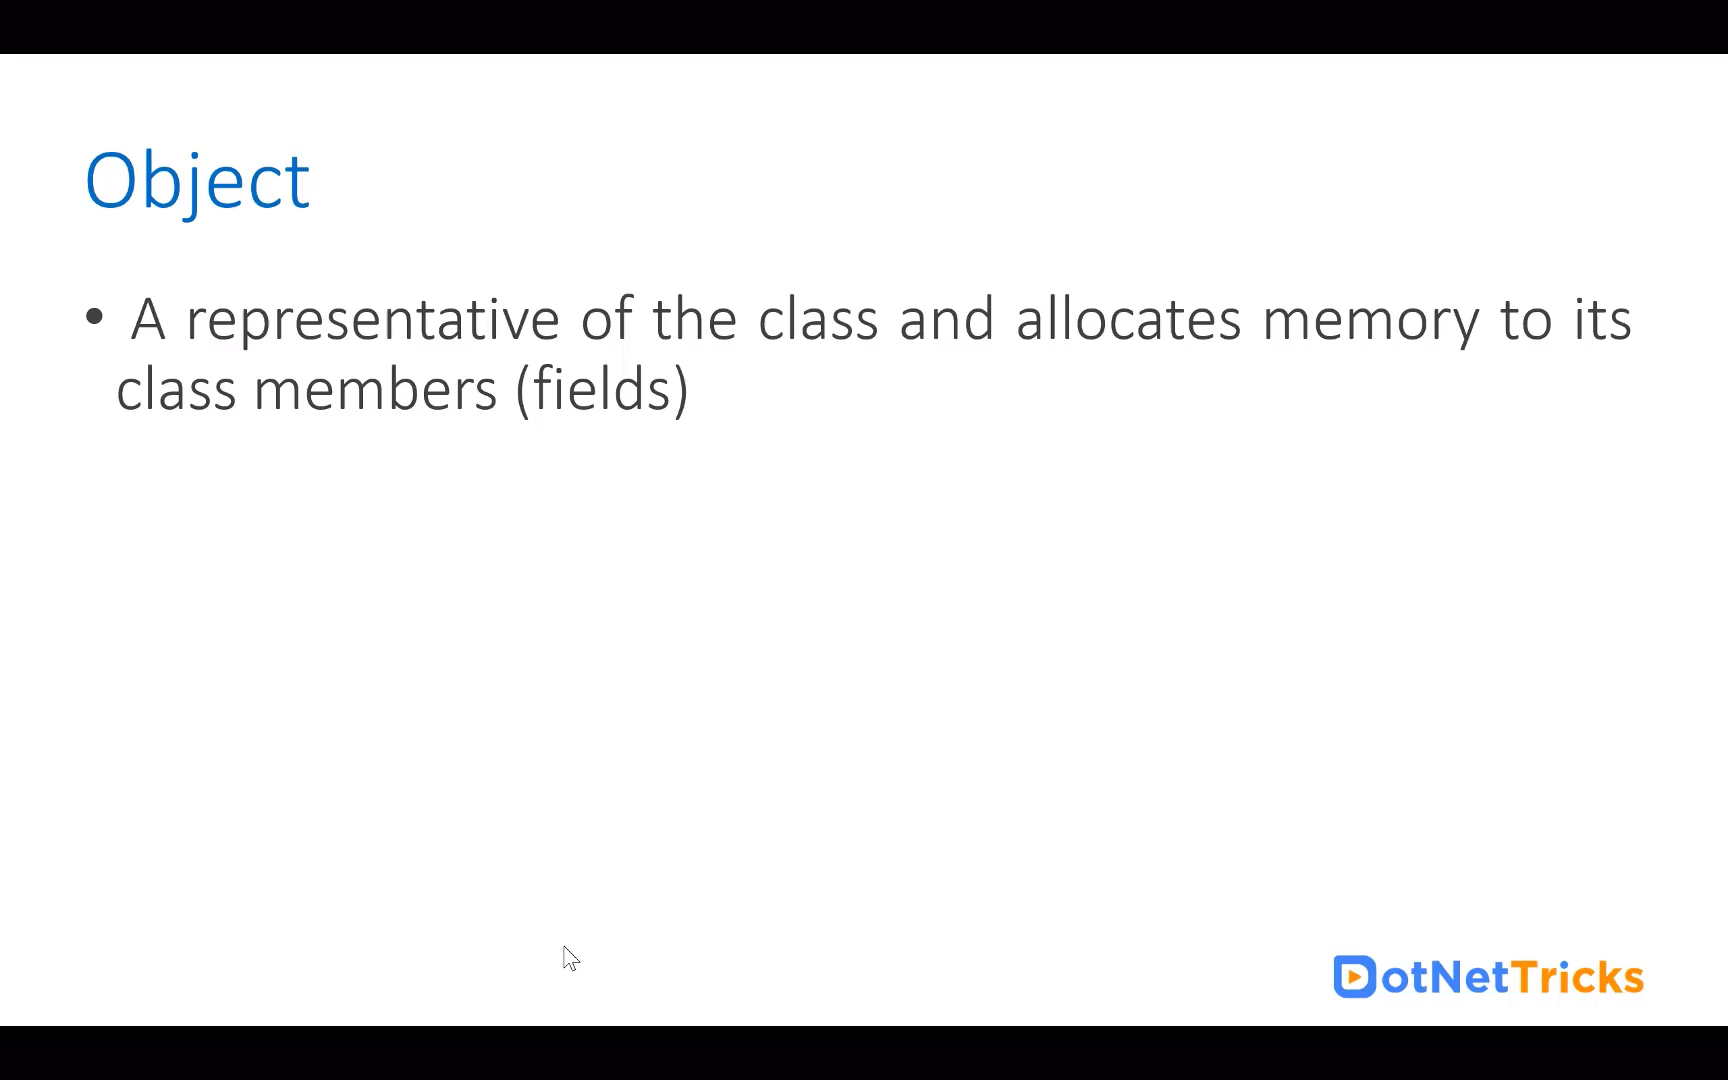 Object
• A representative of the class and allocates memory to its
class members (fields)
DotNetTricks